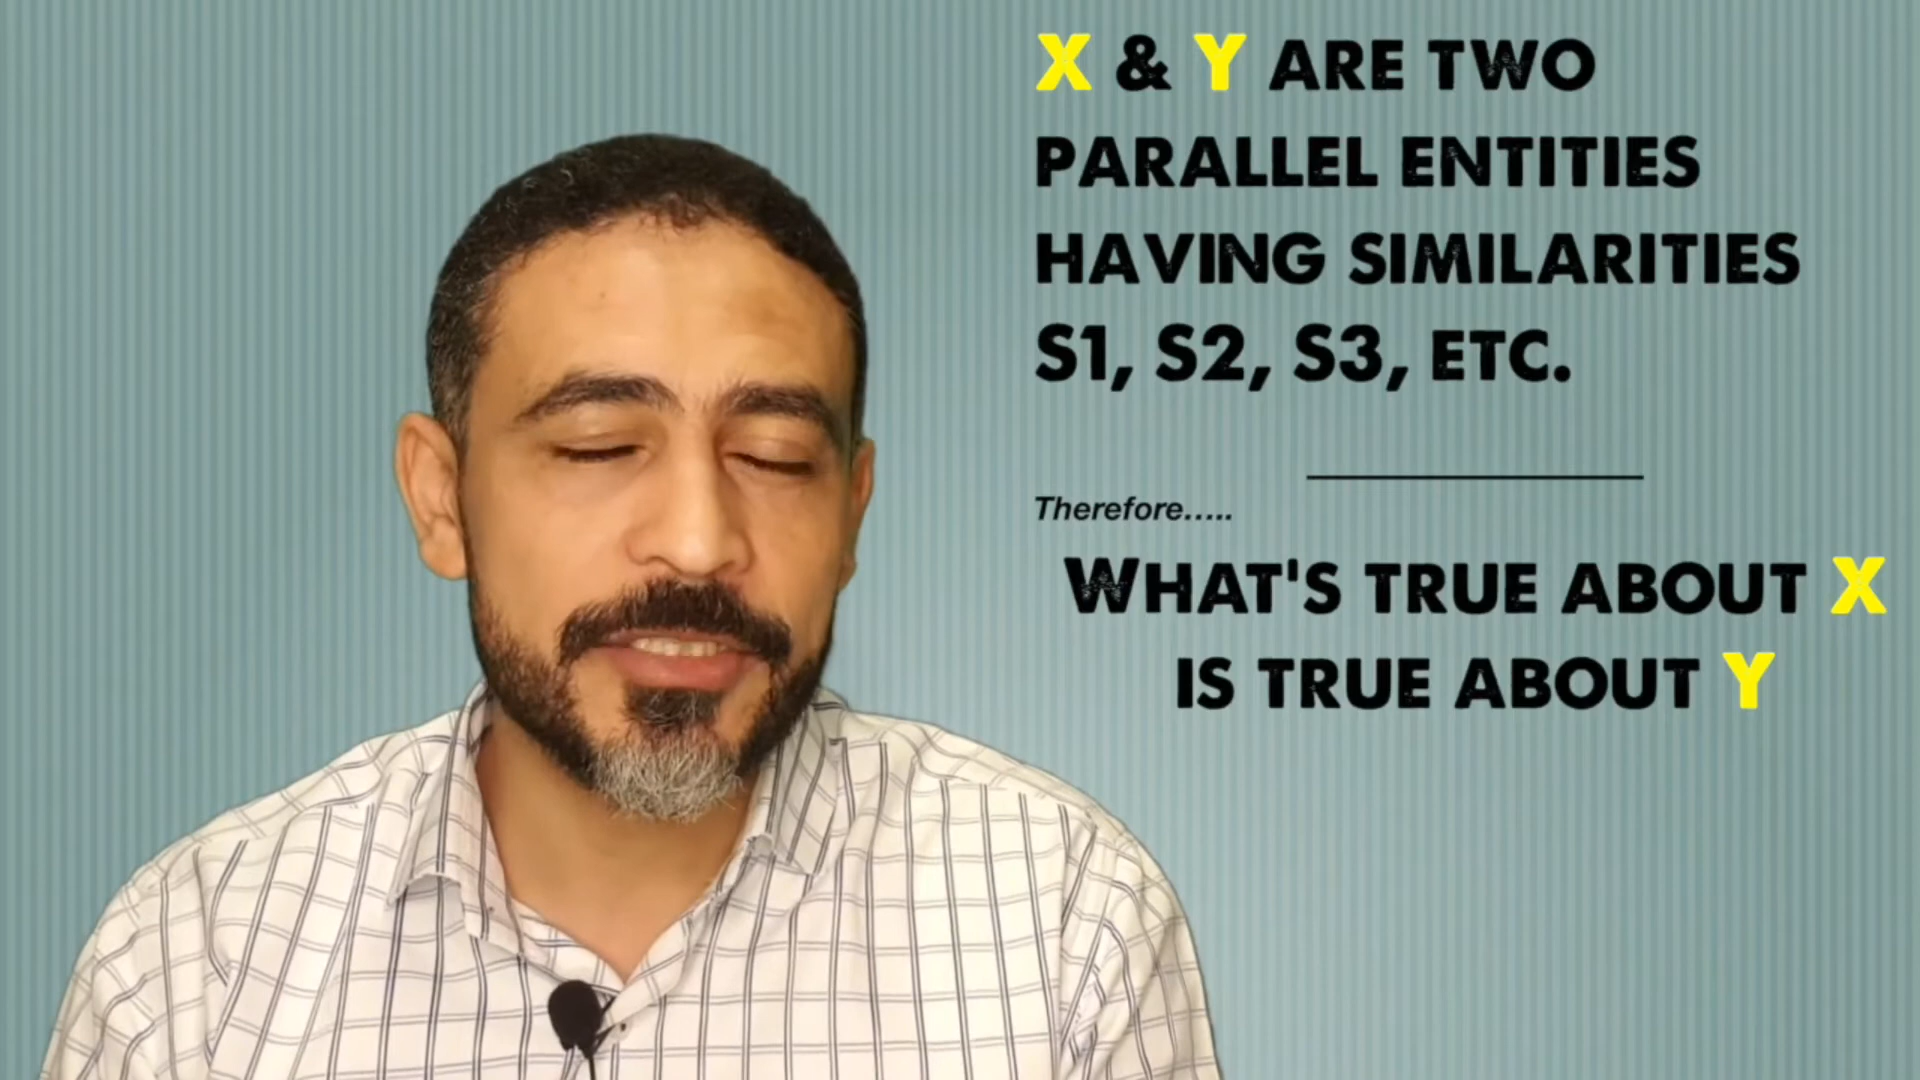 X & Y ARE TWO
PARALLEL ENTITIES
HAVING SIMILARITIES
S1, S2, S3, ETC.
Therefore.....
WHAT'S TRUE ABOUT X
IS TRUE ABOUT Y